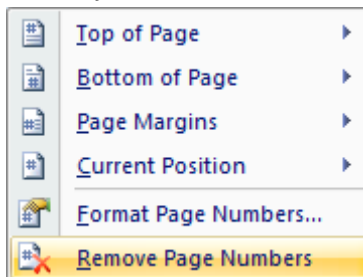 Top of Page
Bottom of Page
Page Margins
Current Position
Format Page Numbers...
Remove Page Numbers